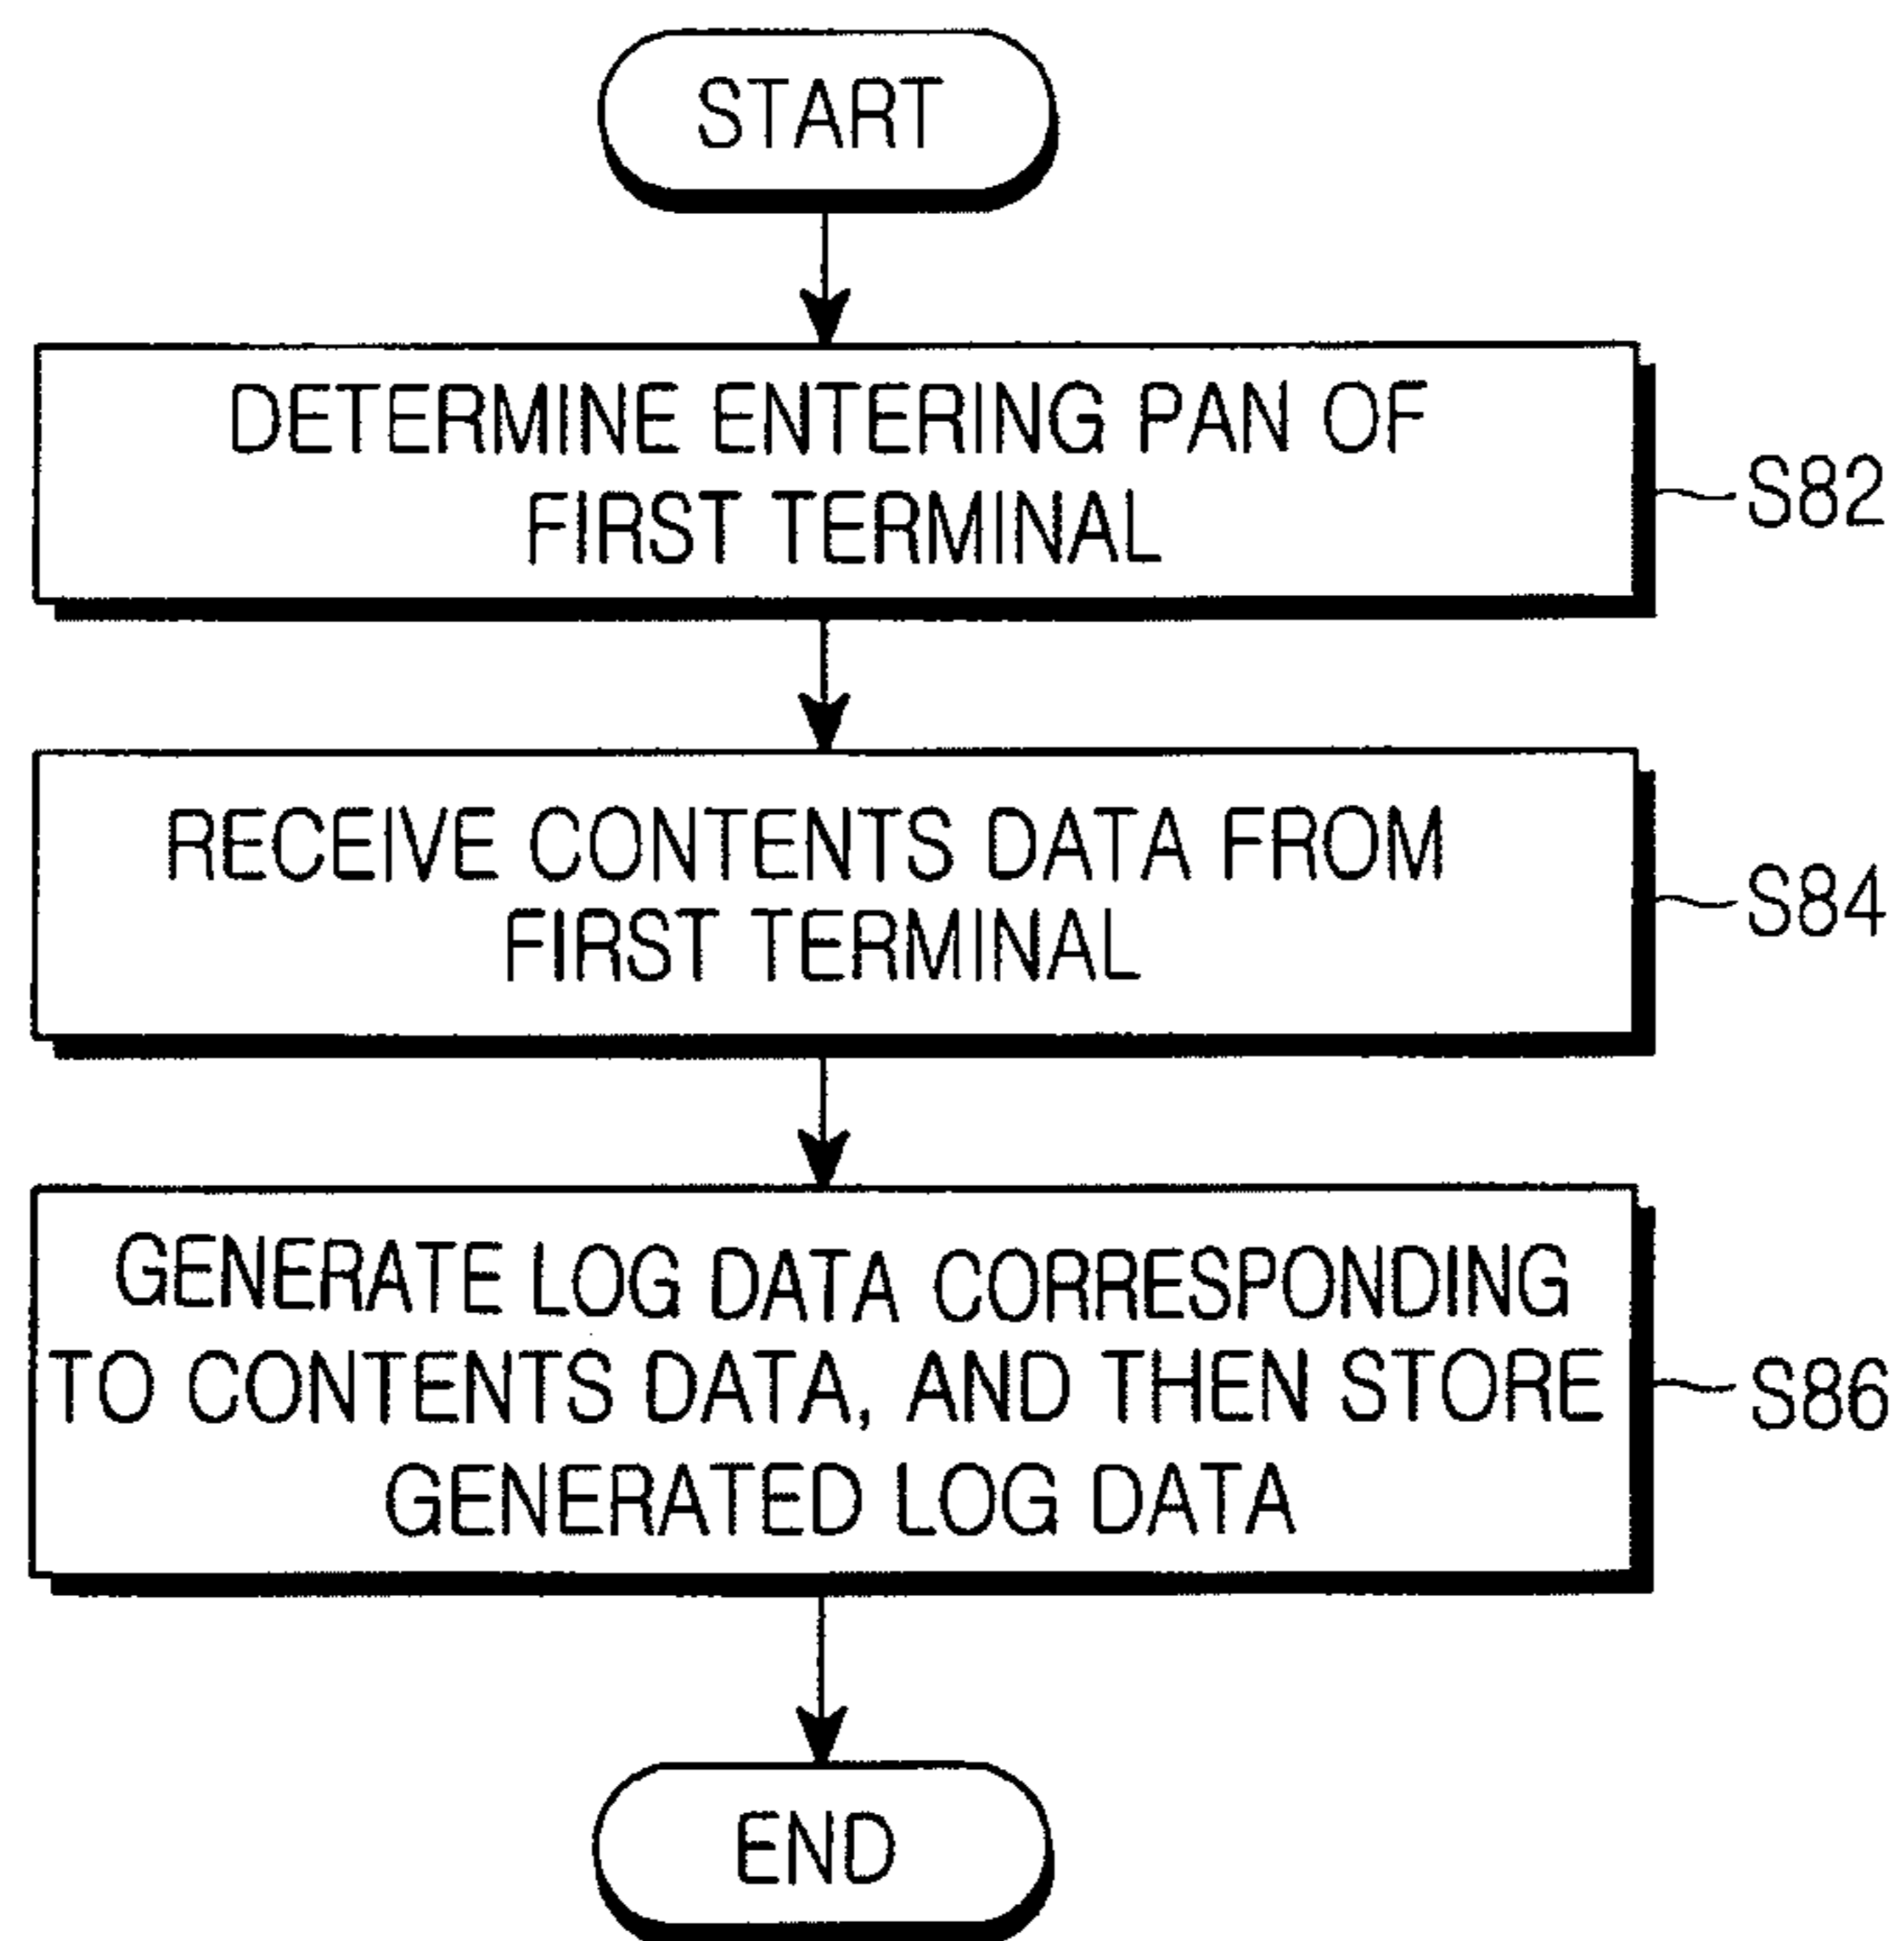 START
DETERMINE ENTERING PAN OF
FIRST TERMINAL
S82
RECEIVE CONTENTS DATA FROM
FIRST TERMINAL
S84
GENERATE LOG DATA CORRESPONDING
TO CONTENTS DATA, AND THEN STORE
GENERATED LOG DATA
S86
END